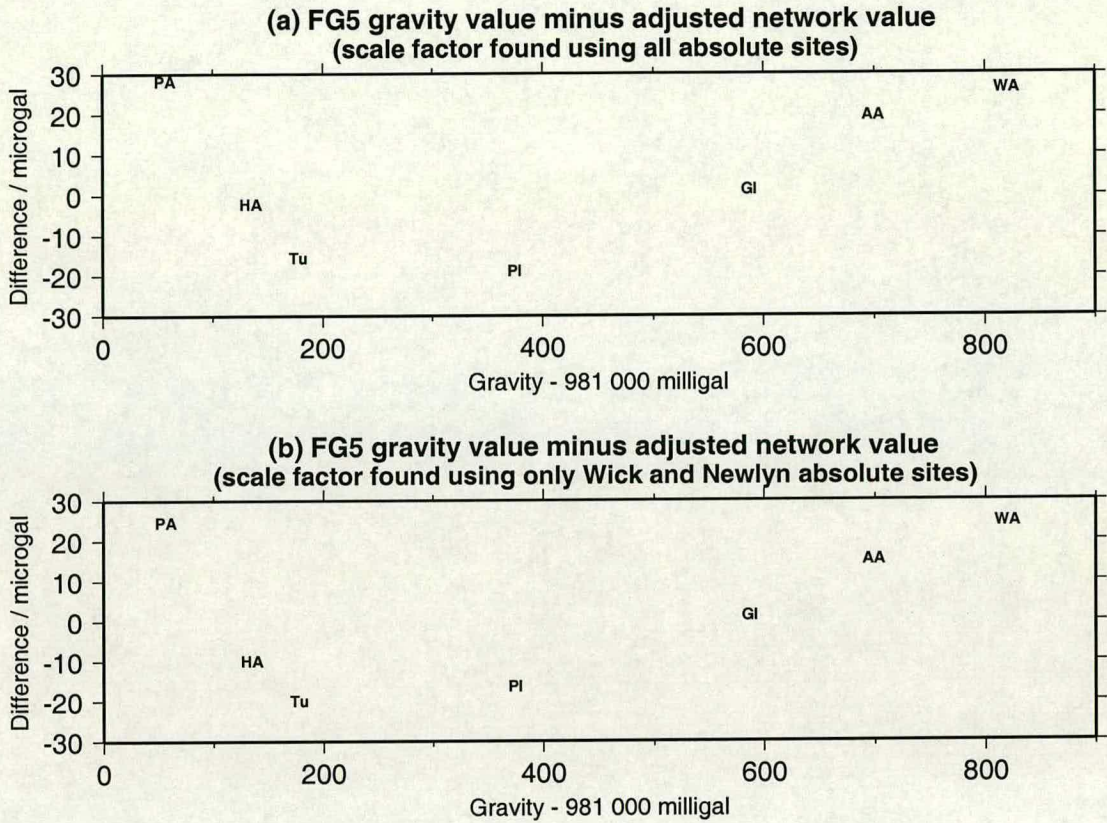 (a) FG5 gravity value minus adjusted network value
(scale factor found using all absolute sites)
30
20
10
0
-10
-20
-30
Difference / microgal
PA
HA
Tu
PI
GI
AA
WA
0 200 400 600 800
Gravity - 981 000 milligal
(b) FG5 gravity value minus adjusted network value
(scale factor found using only Wick and Newlyn absolute sites)
30
20
10
0
-10
-20
-30
Difference / microgal
PA
HA
Tu
PI
GI
AA
WA
0 200 400 600 800
Gravity - 981 000 milligal